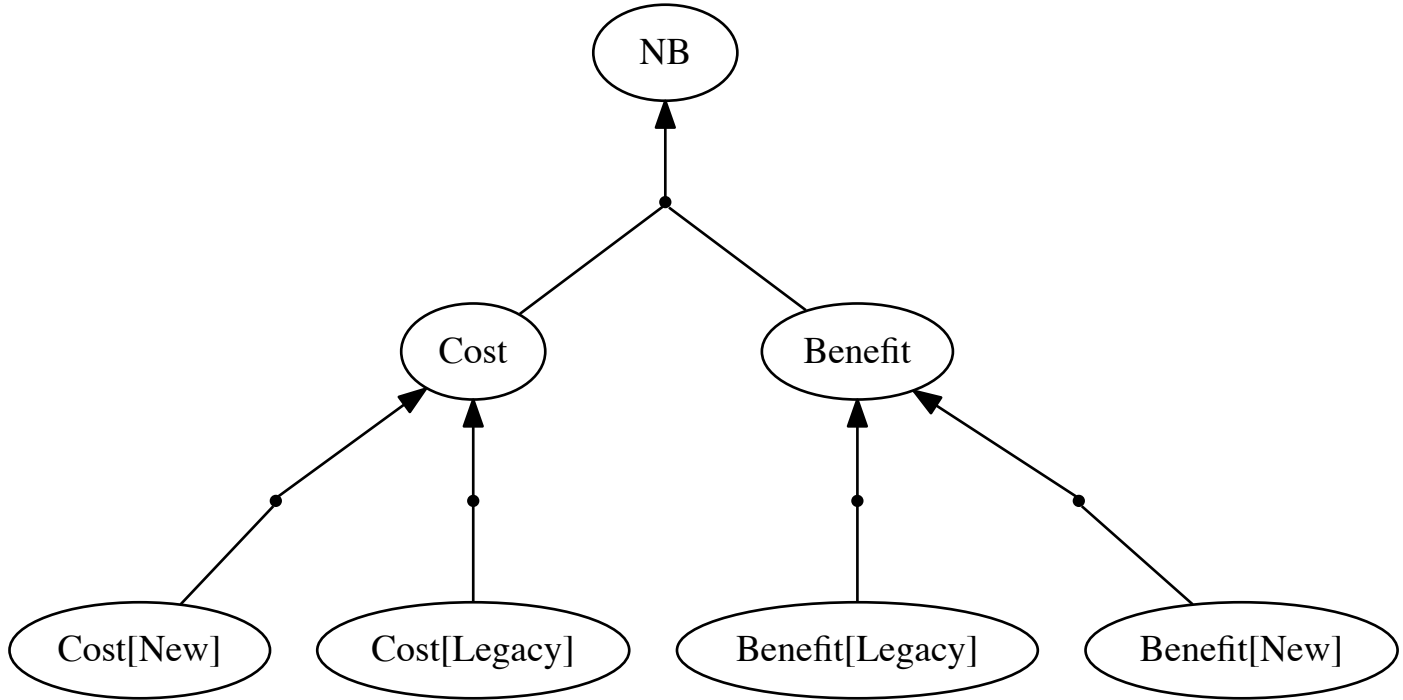 NB
Cost
Benefit
Cost[New]
Cost[Legacy]
Benefit[Legacy]
Benefit[New]